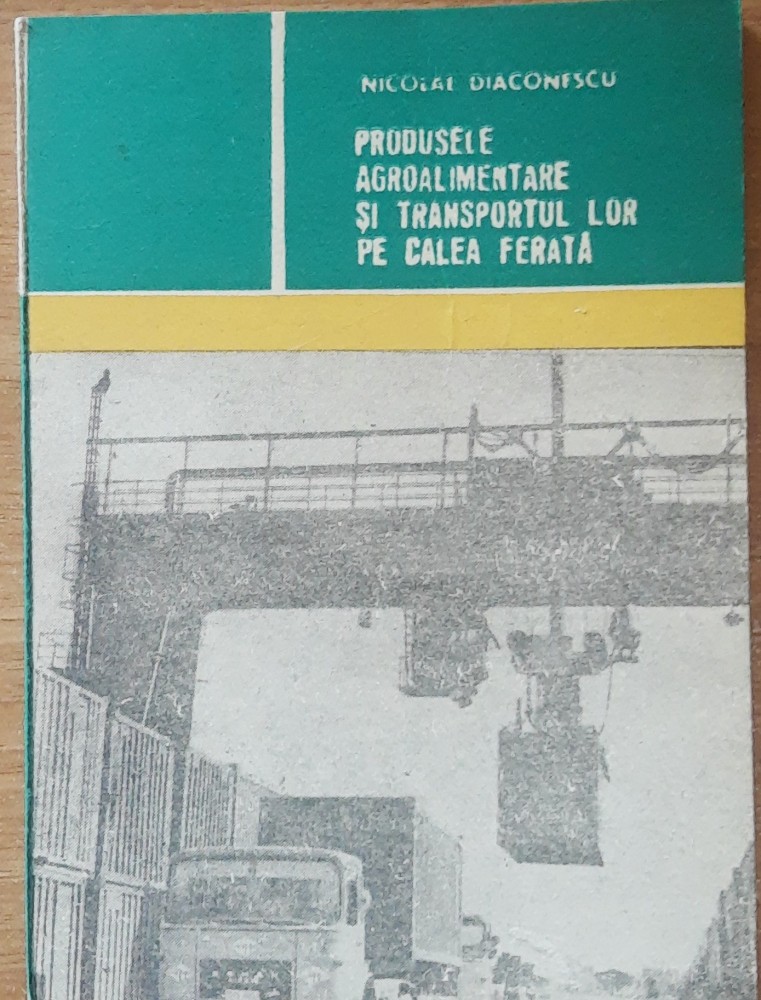 NICOLAE DIACONESCU
PRODUSELE
AGROALIMENTARE
ȘI TRANSPORTUL LOR
PE CALEA FERATĂ